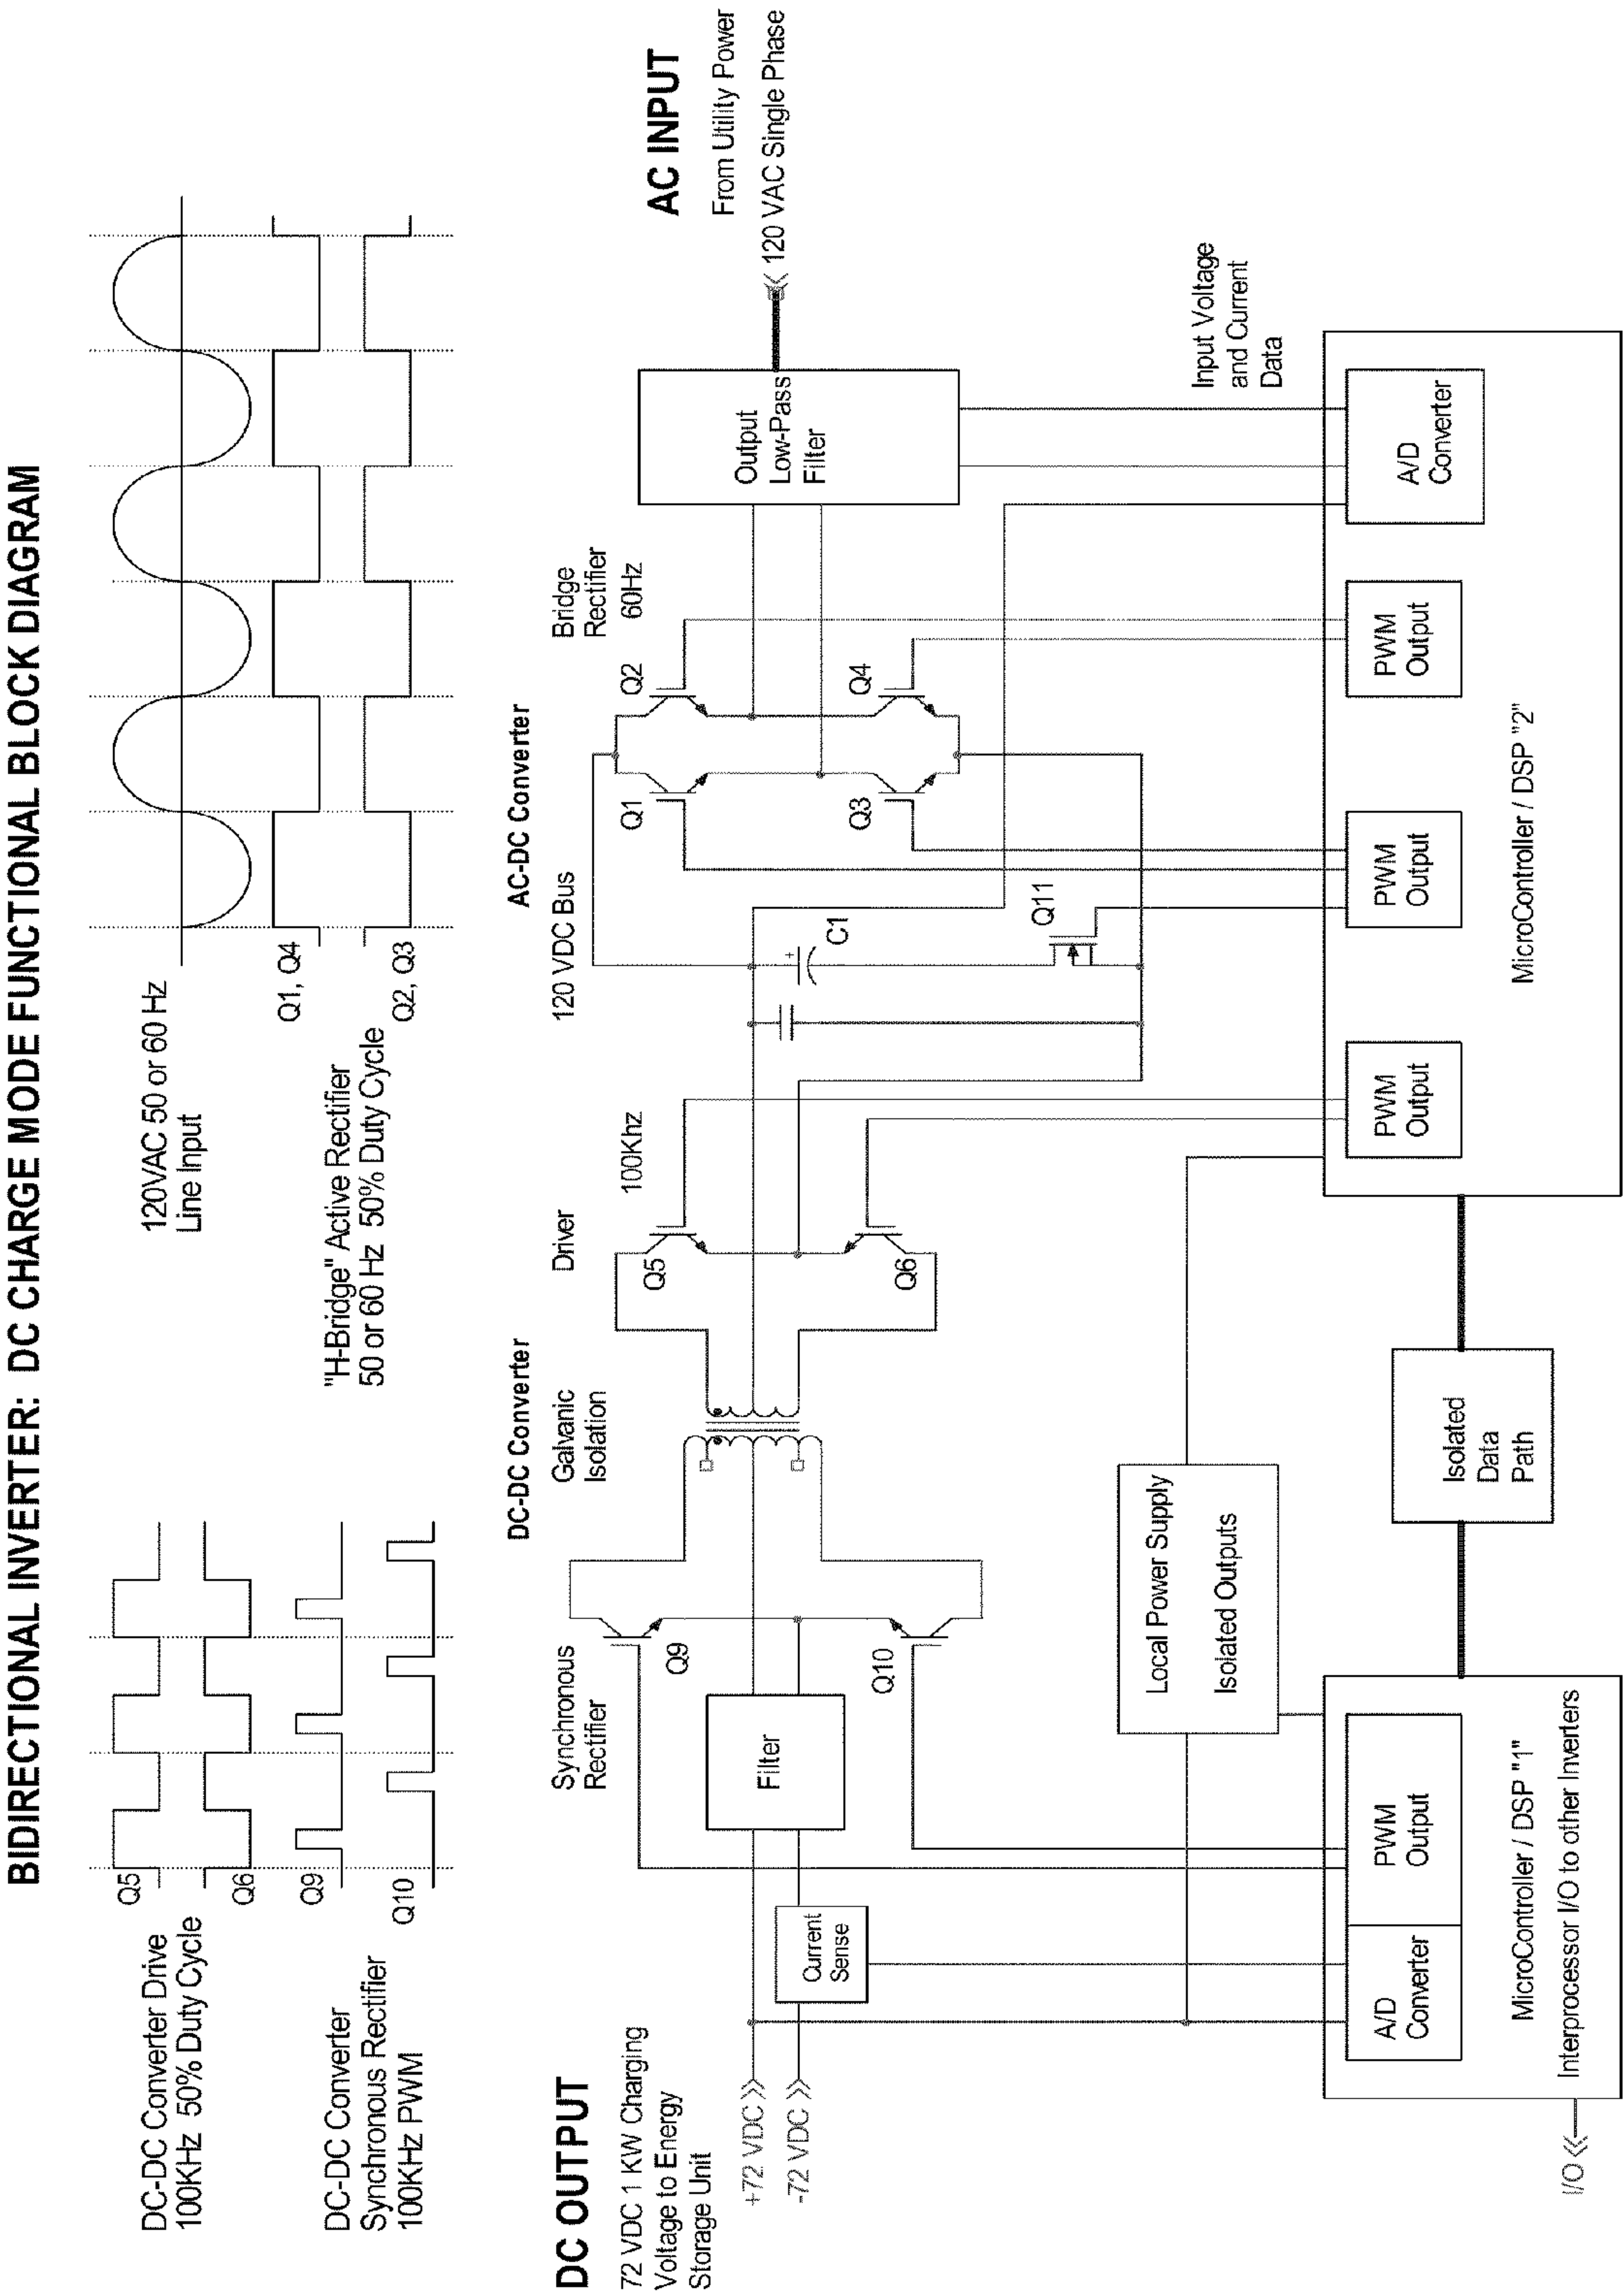 BIDIRECTIONAL INVERTER: DC CHARGE MODE FUNCTIONAL BLOCK DIAGRAM
DC-DC Converter Drive
100KHz 50% Duty Cycle
Q5
Q6
DC-DC Converter
Synchronous Rectifier
100KHz PWM
Q9
Q10
120VAC 50 or 60 Hz
Line Input
"H-Bridge" Active Rectifier
50 or 60 Hz 50% Duty Cycle
Q1, Q4
Q2, Q3
DC OUTPUT
72 VDC 1 KW Charging
Voltage to Energy
Storage Unit
+72 VDC
-72 VDC
Current
Sense
Filter
Synchronous
Rectifier
Q9
Q10
DC-DC Converter
Galvanic
Isolation
Driver
100Khz
Q5
Q6
120 VDC Bus
C1
Q11
AC-DC Converter
Bridge
Rectifier
60Hz
Q1
Q2
Q3
Q4
Output
Low-Pass
Filter
AC INPUT
From Utility Power
120 VAC Single Phase
Input Voltage
and Current
Data
Local Power Supply
Isolated Outputs
A/D
Converter
PWM
Output
MicroController / DSP "1"
Interprocessor I/O to other Inverters
I/O
Isolated
Data
Path
PWM
Output
PWM
Output
PWM
Output
A/D
Converter
MicroController / DSP "2"